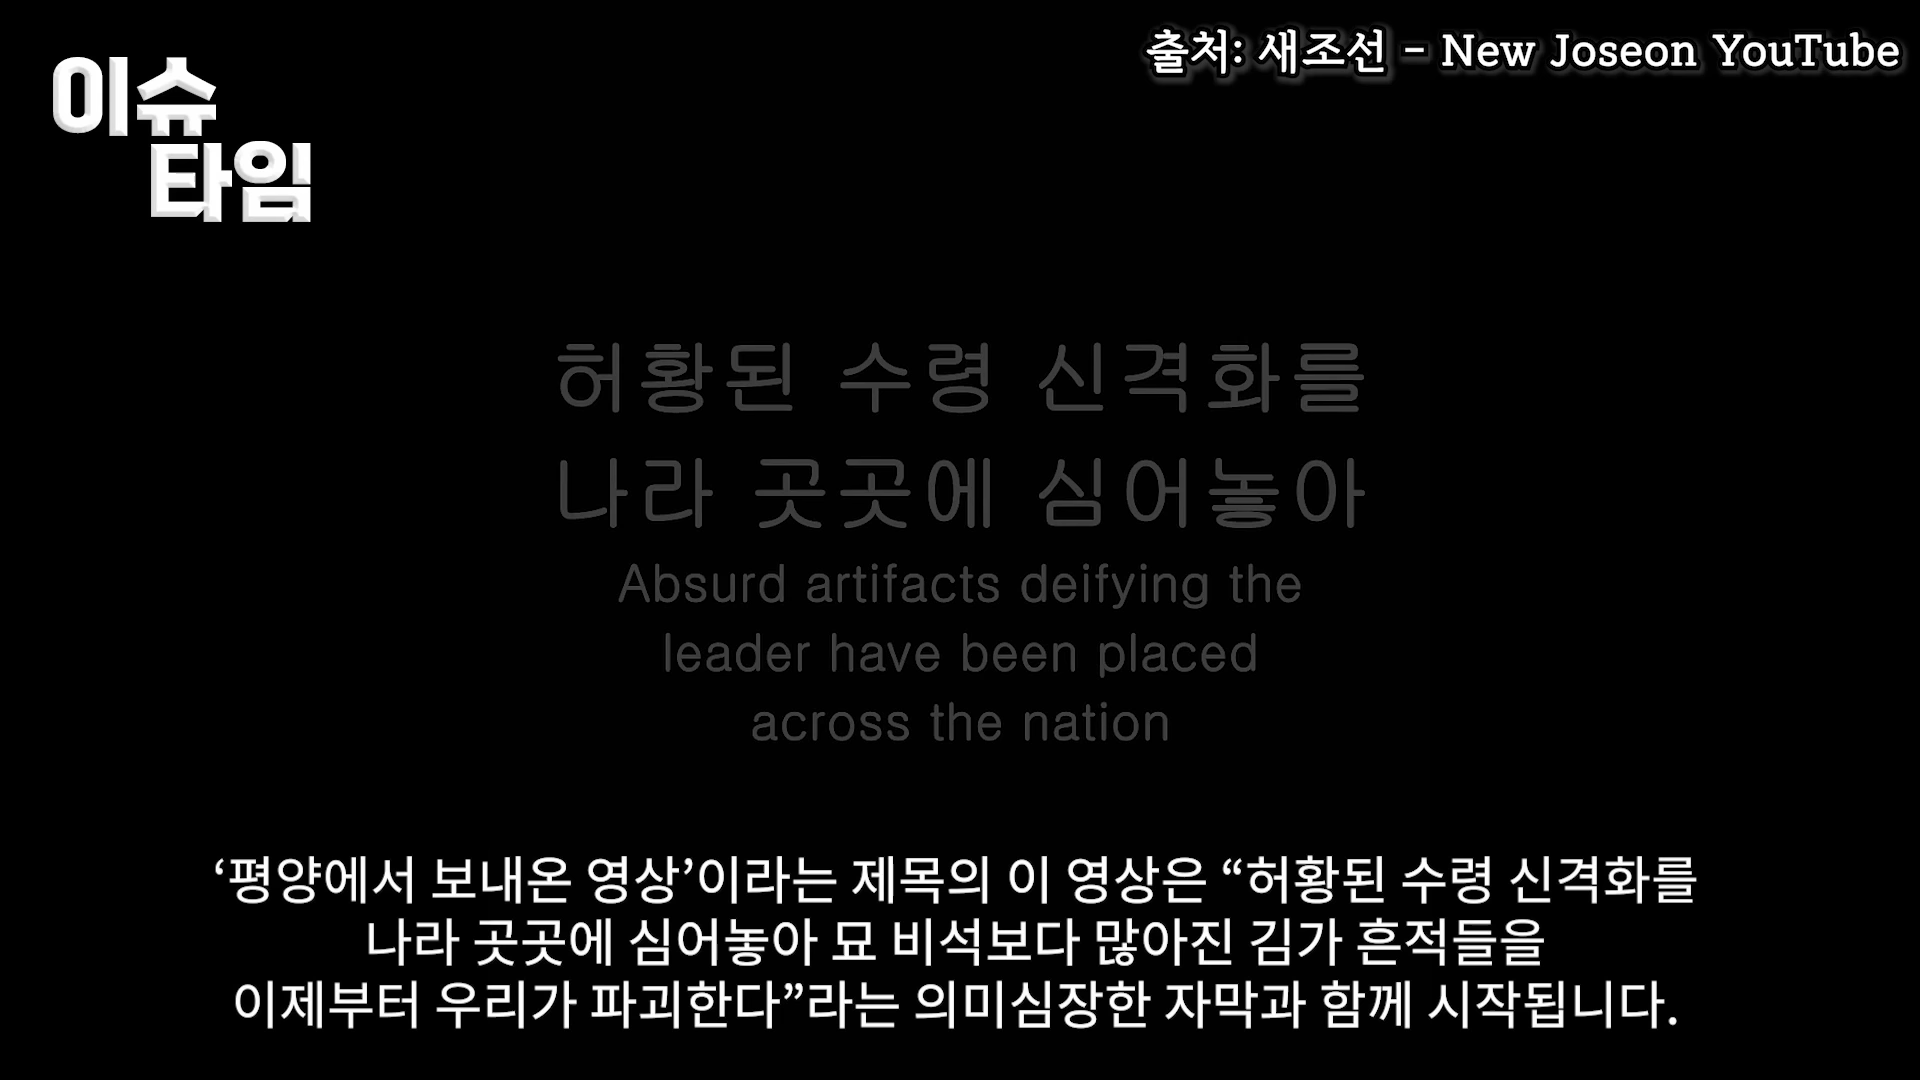 이슈
타임
출처: 새조선 - New Joseon YouTube
허황된 수령 신격화를
나라 곳곳에 심어놓아
Absurd artifacts deifying the
leader have been placed
across the nation
‘평양에서 보내온 영상’이라는 제목의 이 영상은 “허황된 수령 신격화를
나라 곳곳에 심어놓아 묘 비석보다 많아진 김가 흔적들을
이제부터 우리가 파괴한다”라는 의미심장한 자막과 함께 시작됩니다.